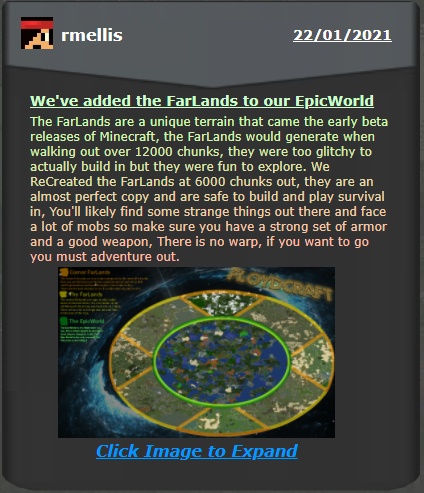 rmellis
22/01/2021
We've added the FarLands to our EpicWorld
The FarLands are a unique terrain that came the early beta
releases of Minecraft, the FarLands would generate when
walking out over 12000 chunks, they were too glitchy to
actually build in but they were fun to explore. We
ReCreated the FarLands at 6000 chunks out, they are an
almost perfect copy and are safe to build and play survival
in, You'll likely find some strange things out there and face
a lot of mobs so make sure you have a strong set of armor
and a good weapon, There is no warp, if you want to go
you must adventure out.
Corner FarLands
The FarLands
The EpicWorld
Click Image to Expand